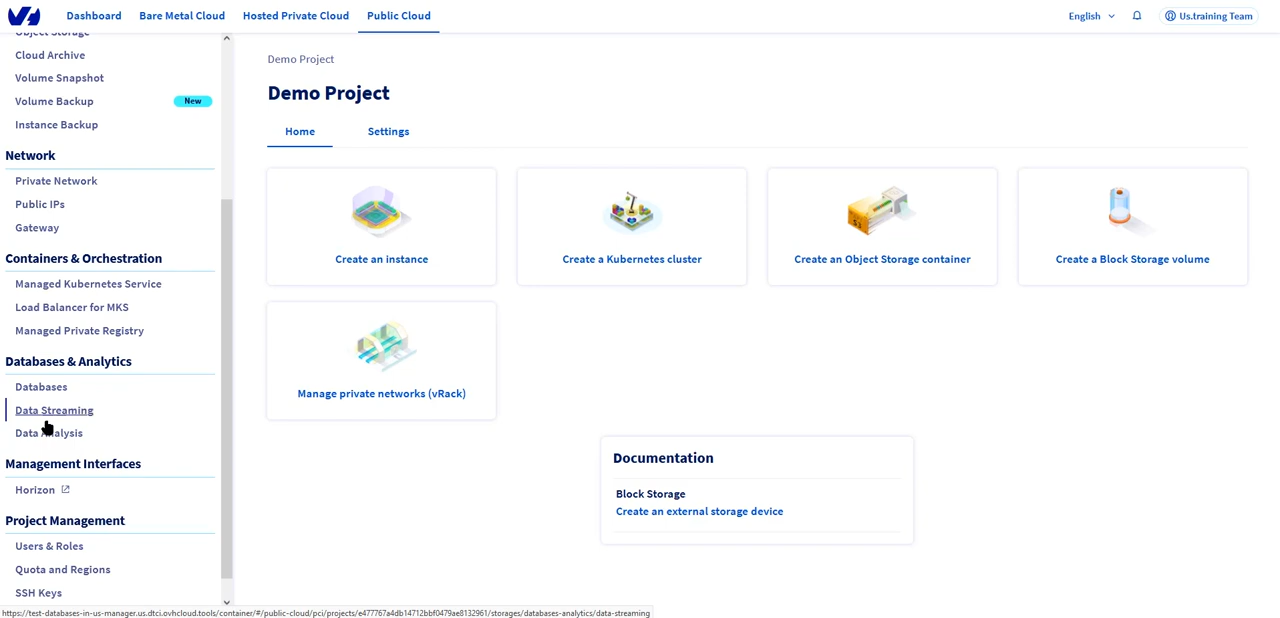 Dashboard
Bare Metal Cloud
Hosted Private Cloud
Public Cloud
English
Us.training Team
Object Storage
Cloud Archive
Volume Snapshot
Volume Backup
New
Instance Backup
Network
Private Network
Public IPs
Gateway
Containers & Orchestration
Managed Kubernetes Service
Load Balancer for MKS
Managed Private Registry
Databases & Analytics
Databases
Data Streaming
Data Analysis
Management Interfaces
Horizon
Project Management
Users & Roles
Quota and Regions
SSH Keys
Demo Project
Demo Project
Home
Settings
Create an instance
Create a Kubernetes cluster
Create an Object Storage container
Create a Block Storage volume
Manage private networks (vRack)
Documentation
Block Storage
Create an external storage device
https://test-databases-in-us-manager.us.dtci.ovhcloud.tools/container/#/public-cloud/pci/projects/e477767a4db14712bbf0479ae8132961/storages/databases-analytics/data-streaming